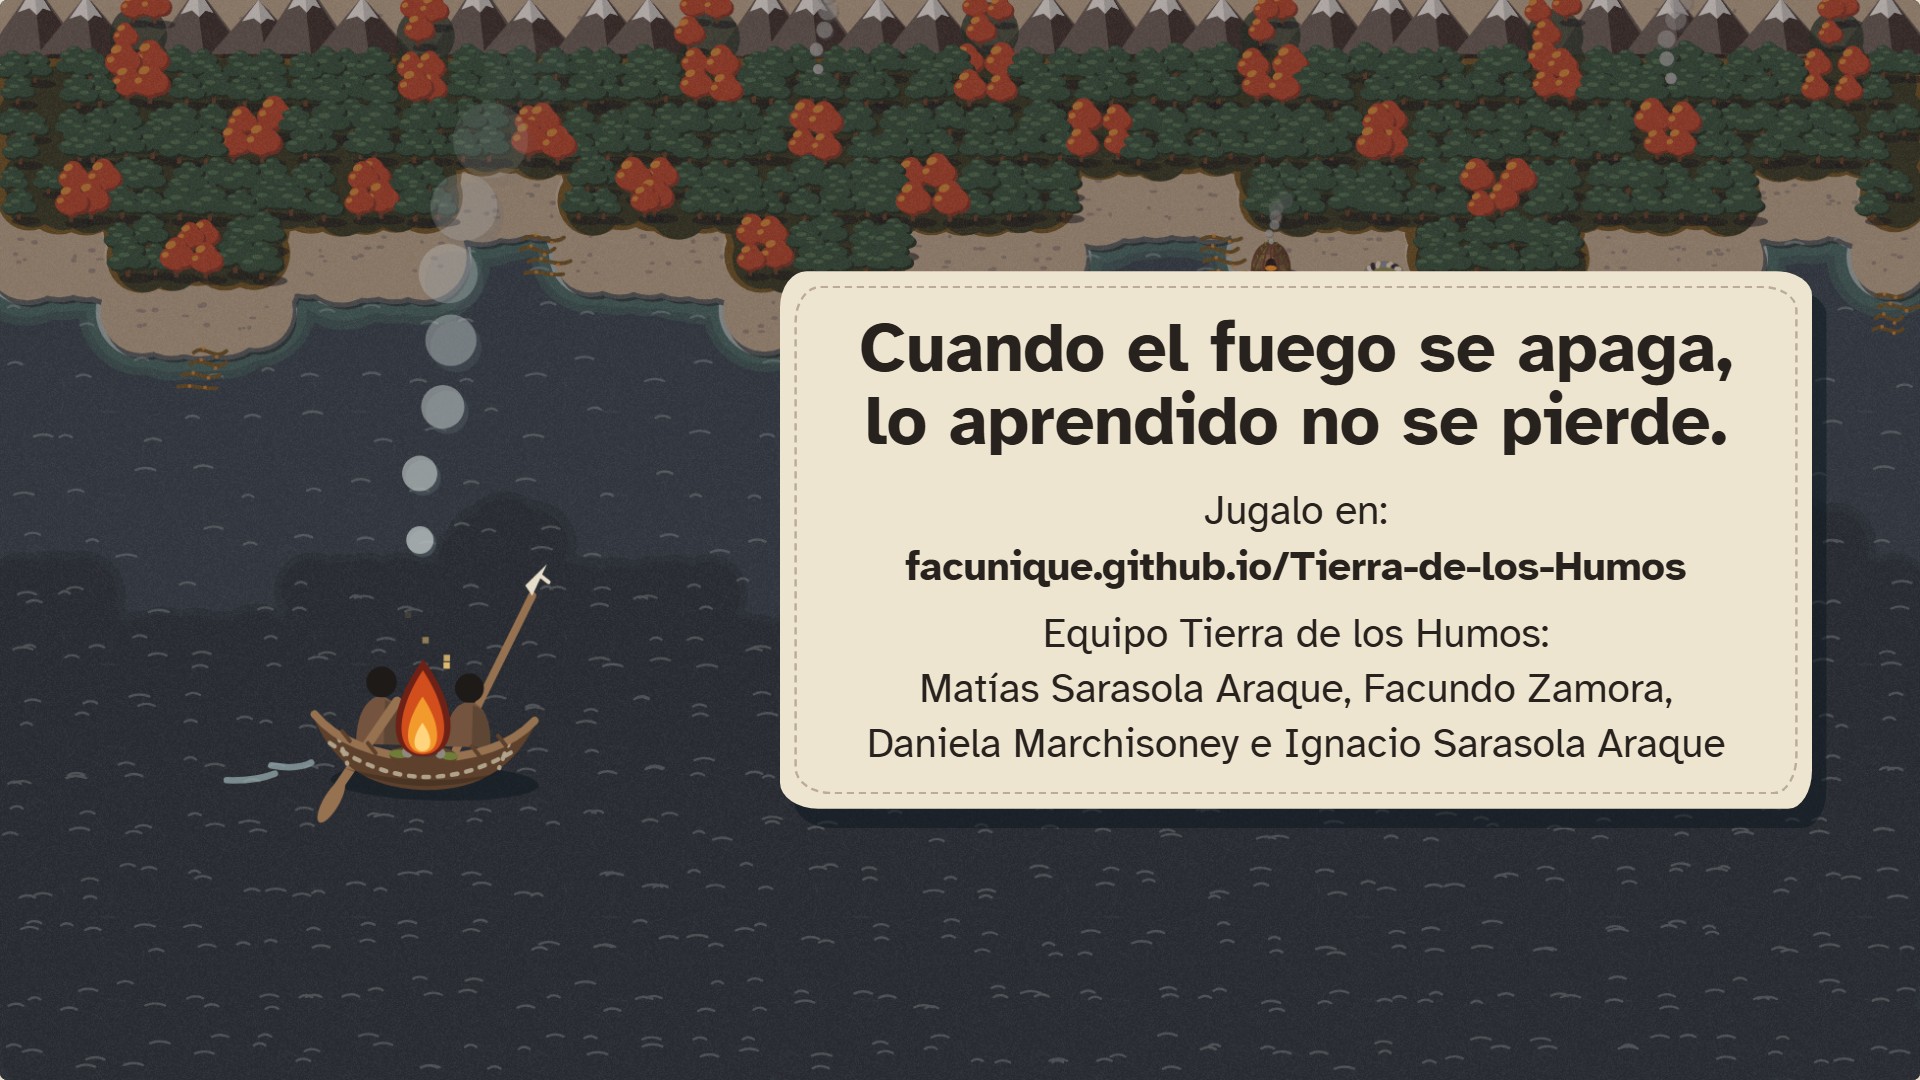 Cuando el fuego se apaga,
lo aprendido no se pierde.
Jugalo en:
facunique.github.io/Tierra-de-los-Humos
Equipo Tierra de los Humos:
Matías Sarasola Araque, Facundo Zamora,
Daniela Marchisoney e Ignacio Sarasola Araque